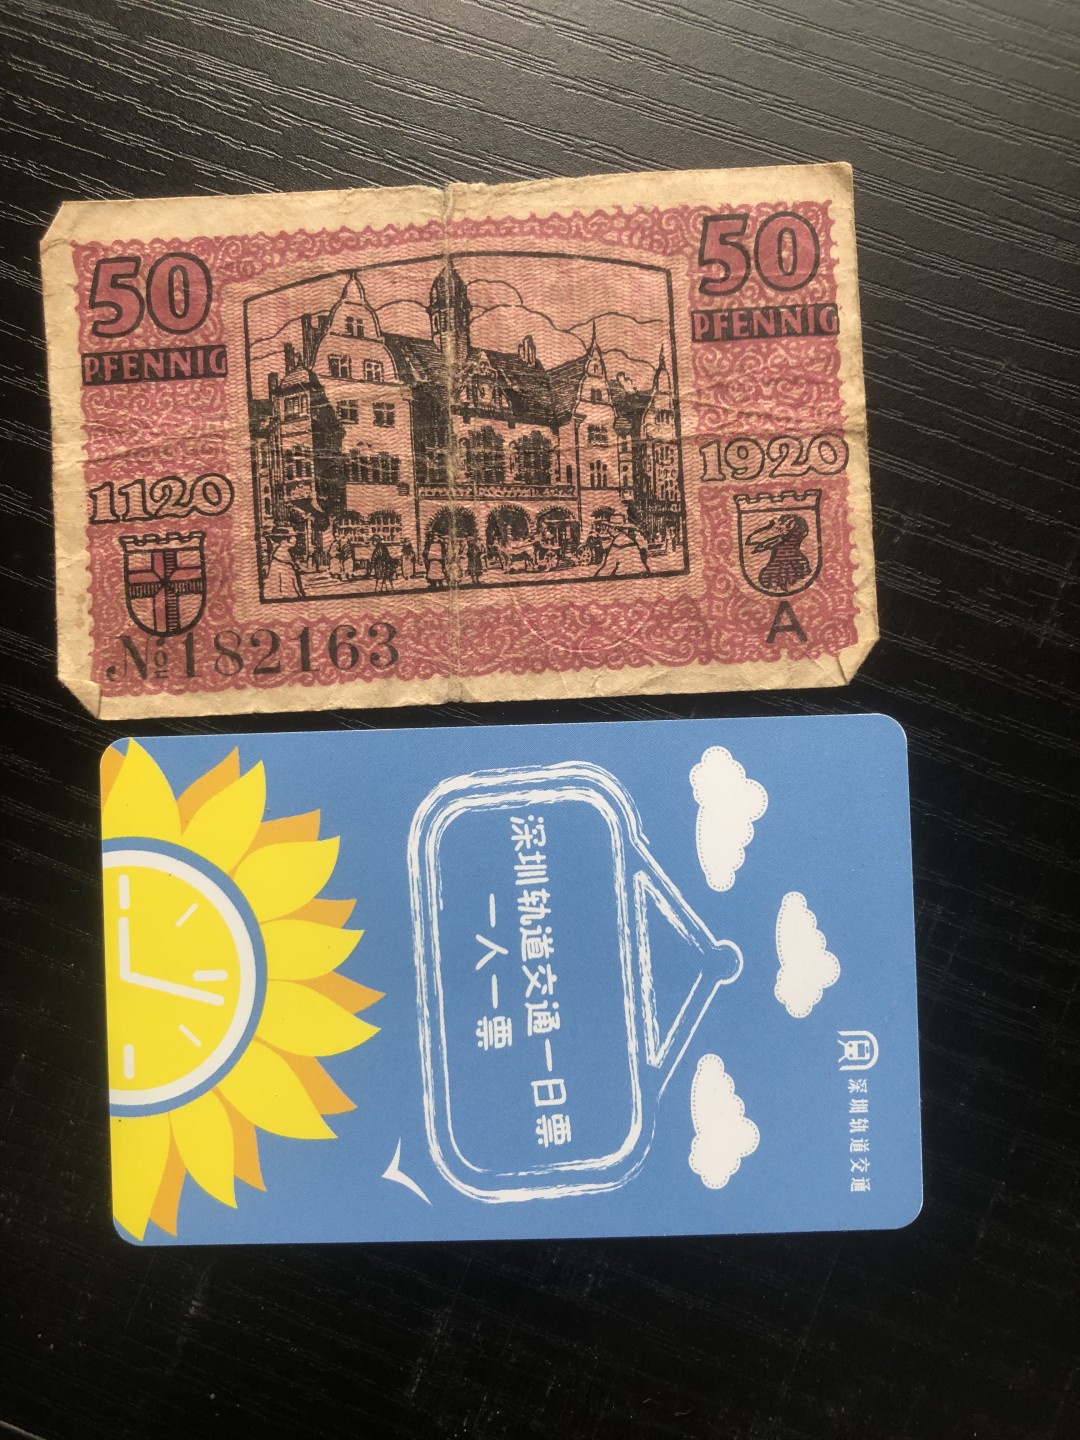 50
PFENNIG
50
PFENNIG
1120
1920
A
№182163
深圳轨道交通一日票
一人一票
深圳轨道交通